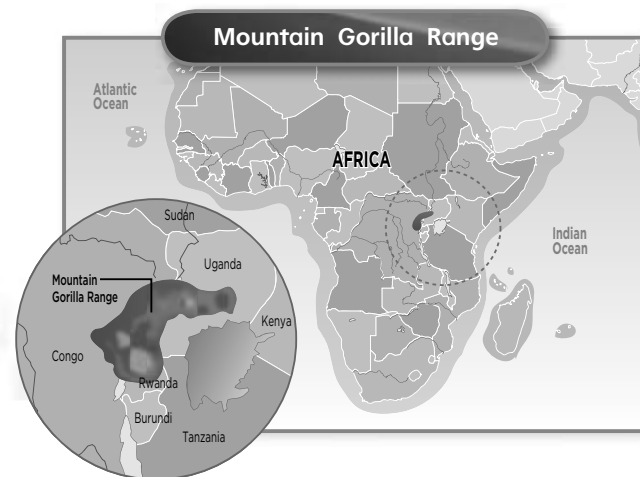 Mountain Gorilla Range
Atlantic
Ocean
AFRICA
Indian
Ocean
Sudan
Uganda
Mountain
Gorilla Range
Kenya
Congo
Rwanda
Burundi
Tanzania